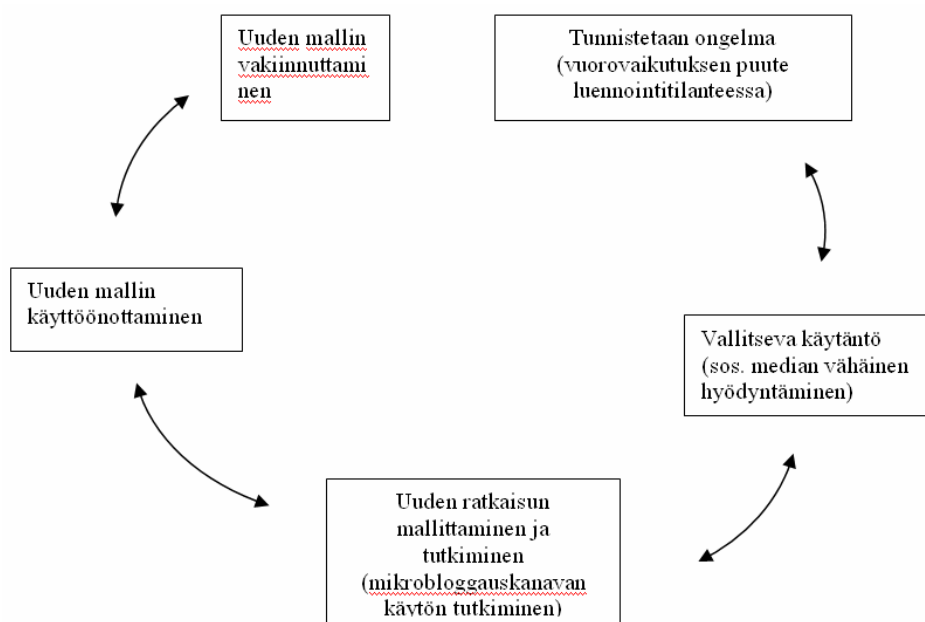 Uuden mallin
vakiinnuttami
nen
Tunnistetaan ongelma
(vuorovaikutuksen puute
luennointitilanteessa)
Uuden mallin
käyttöönottaminen
Vallitseva käytäntö
(sos. median vähäinen
hyödyntäminen)
Uuden ratkaisun
mallittaminen ja
tutkiminen
(mikrobloggauskanavan
käytön tutkiminen)